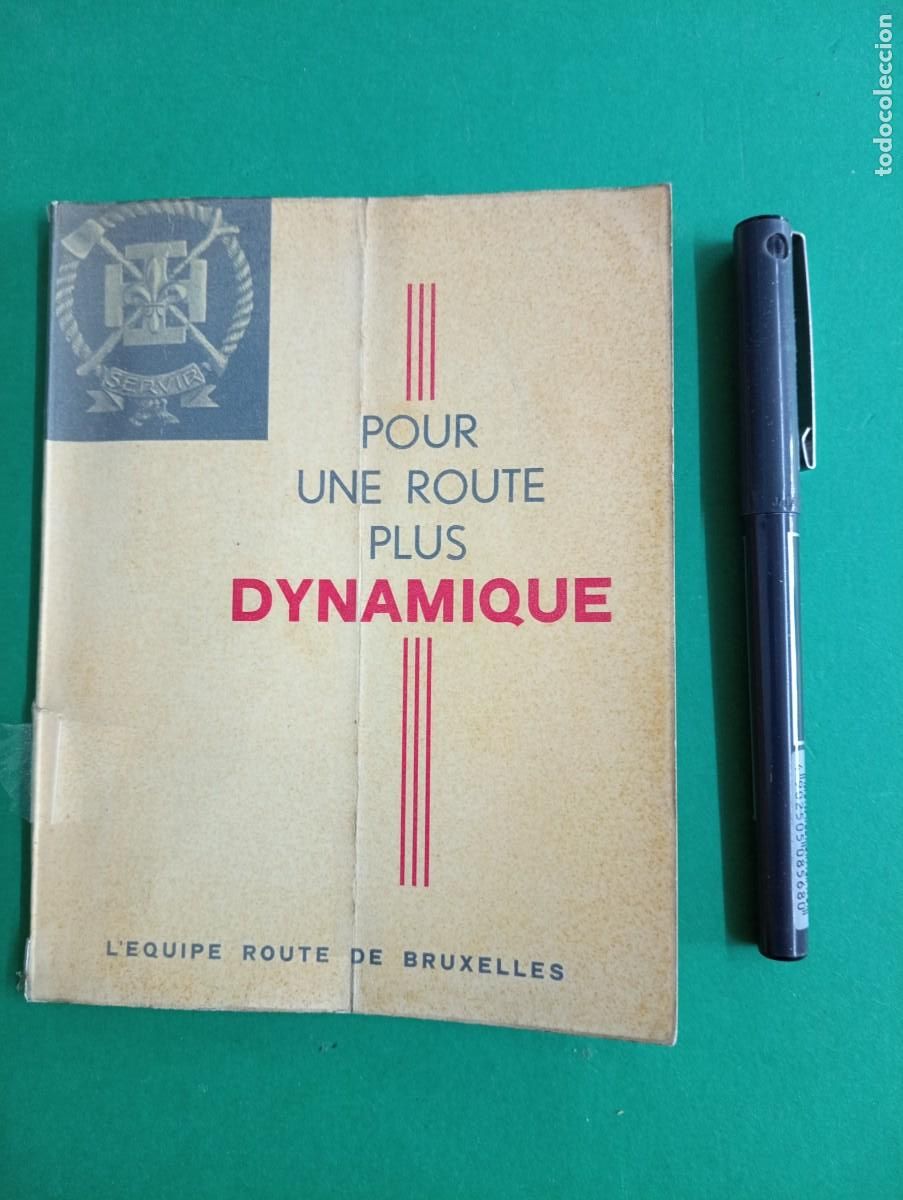 SERVIR
POUR
UNE ROUTE
PLUS
DYNAMIQUE
L'EQUIPE ROUTE DE BRUXELLES
todocoleccion